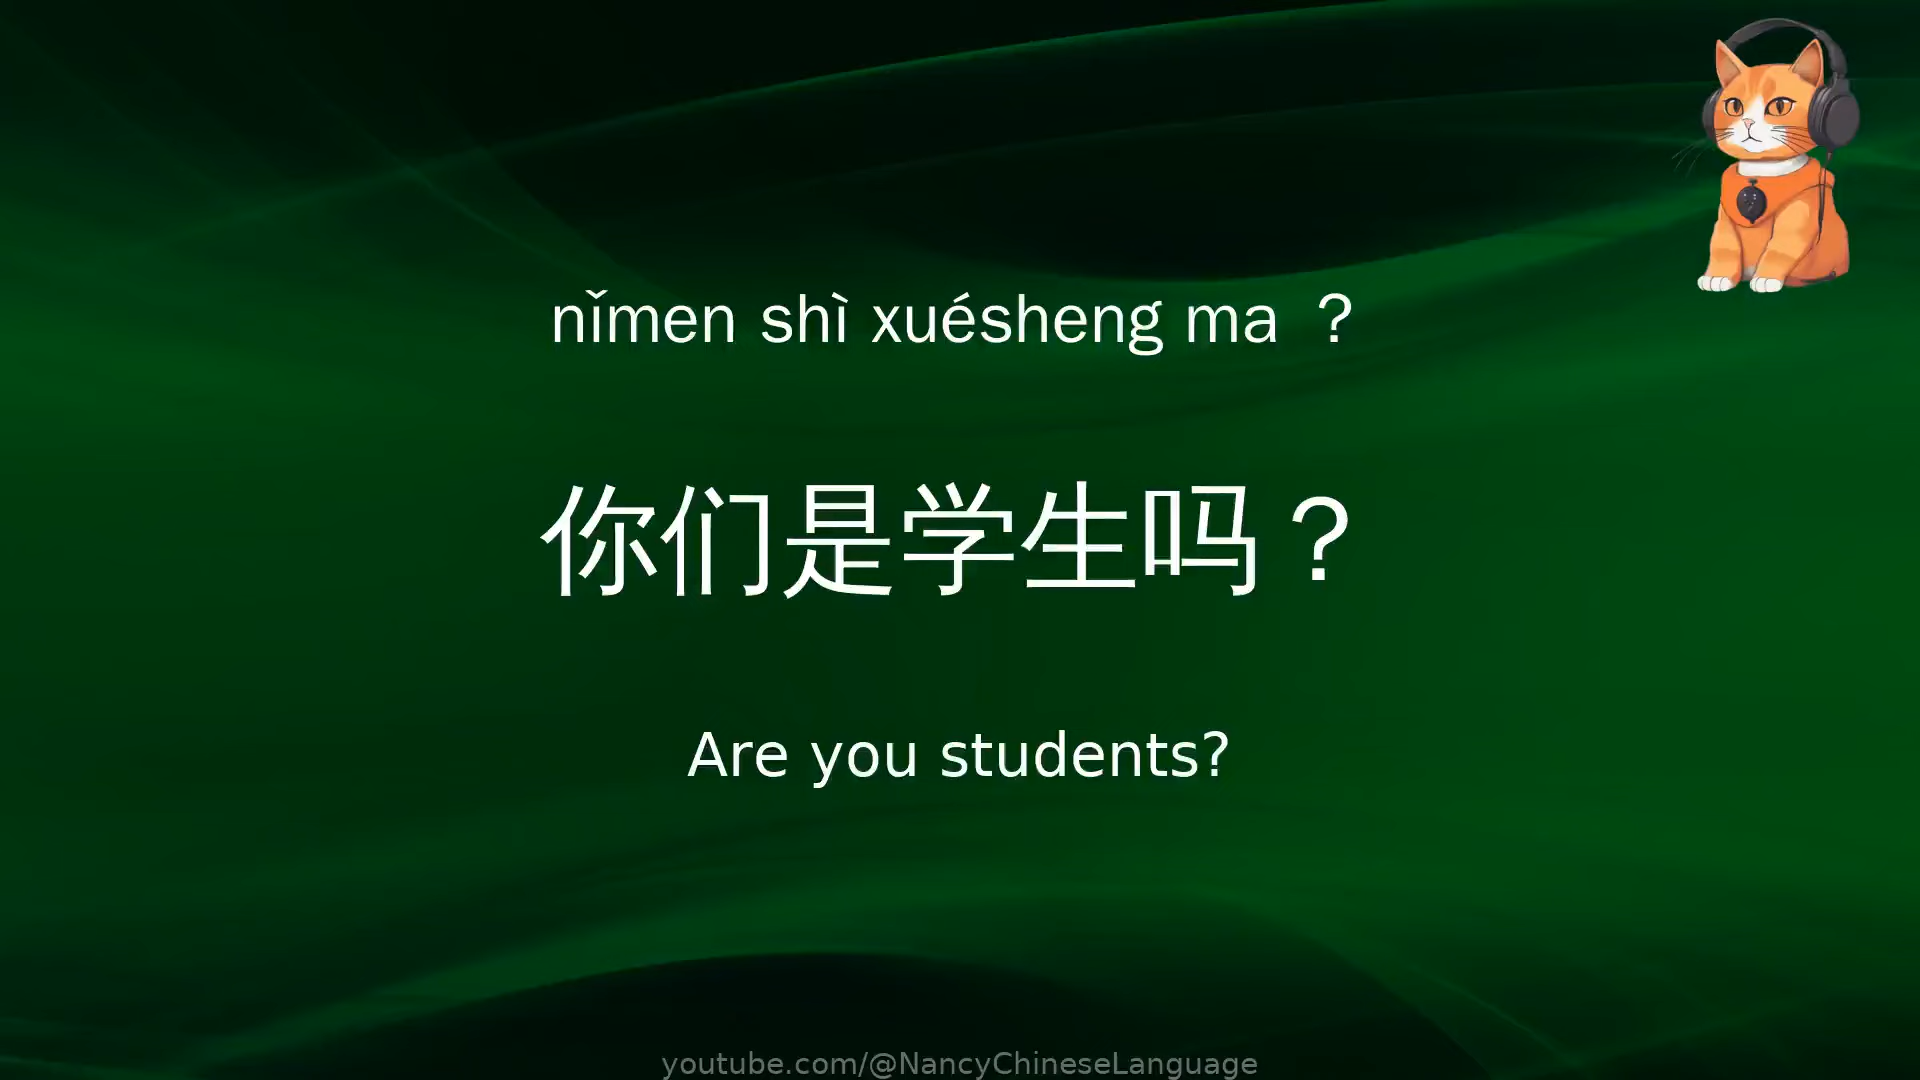 nǐmen shì xuésheng ma ？
你们是学生吗？
Are you students?
youtube.com/@NancyChineseLanguage